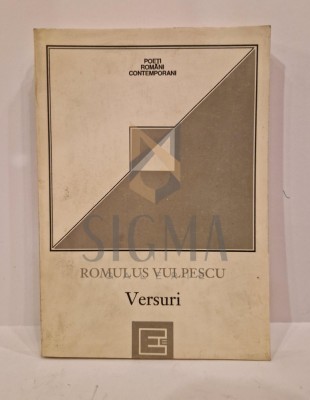 POEȚI
ROMÂNI
CONTEMPORANI
SIGMA
ROMULUS VULPESCU
Versuri
E